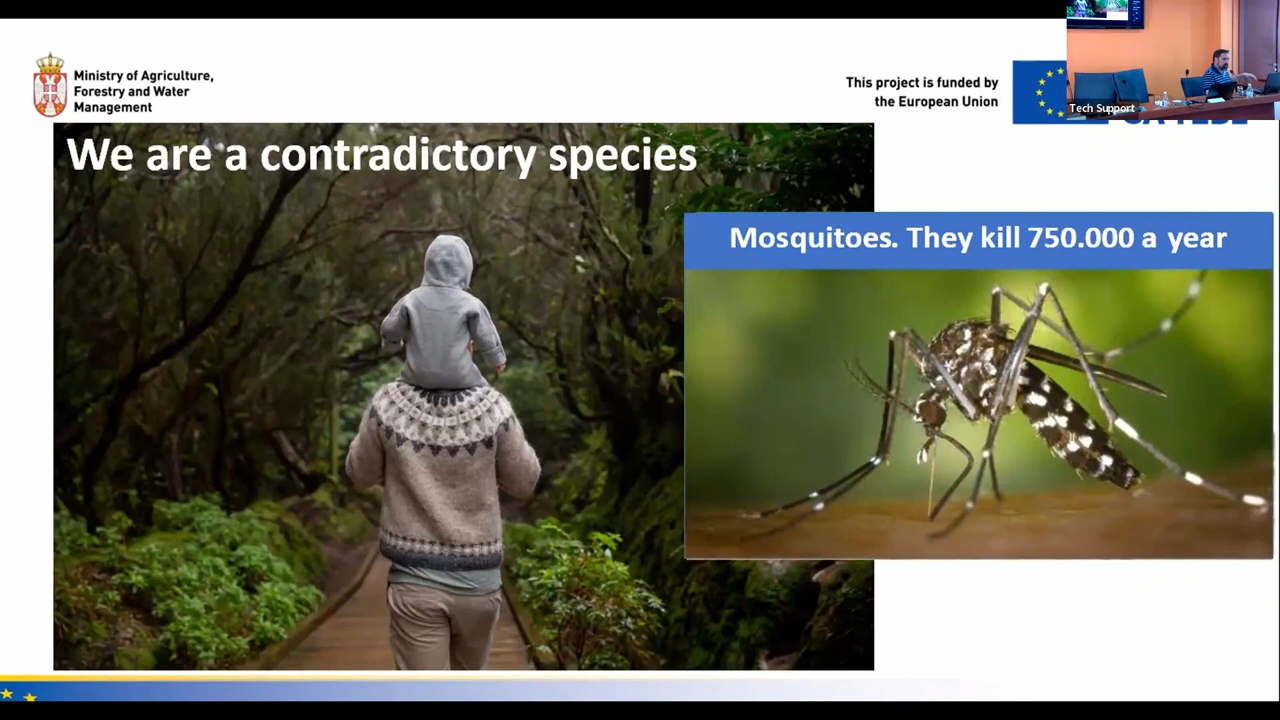 Ministry of Agriculture,
Forestry and Water
Management
This project is funded by
the European Union
Tech Support
We are a contradictory species
Mosquitoes. They kill 750.000 a year